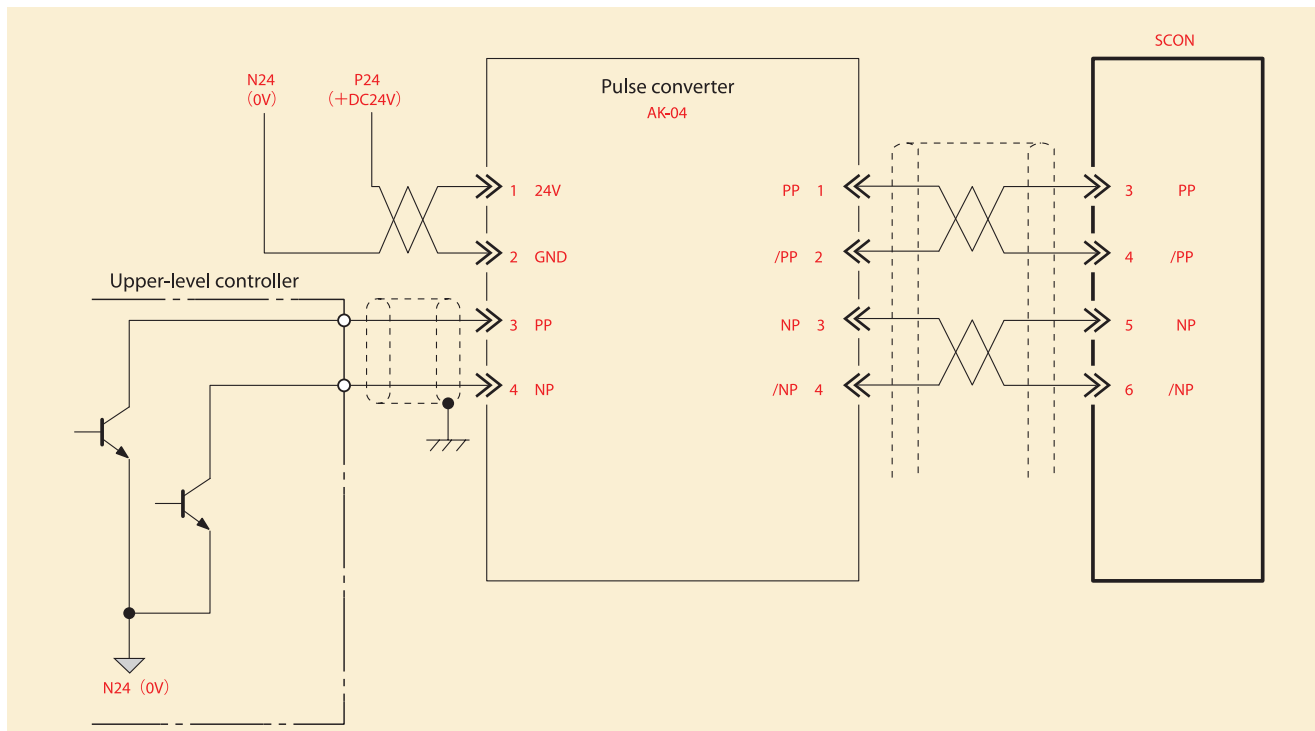 SCON
N24
(0V)
P24
(+DC24V)
Pulse converter
AK-04
1 24V
2 GND
3 PP
4 NP
PP 1
/PP 2
NP 3
/NP 4
3 PP
4 /PP
5 NP
6 /NP
Upper-level controller
N24 (0V)